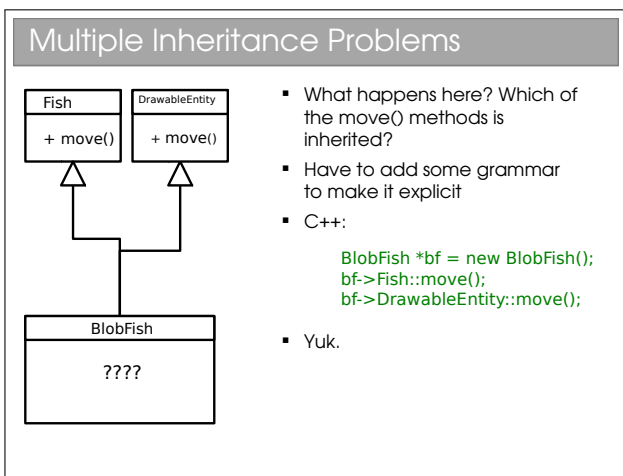 Multiple Inheritance Problems
Fish
+ move()
DrawableEntity
+ move()
BlobFish
????
▪ What happens here? Which of
the move() methods is
inherited?
▪ Have to add some grammar
to make it explicit
▪ C++:
BlobFish *bf = new BlobFish();
bf->Fish::move();
bf->DrawableEntity::move();
▪ Yuk.